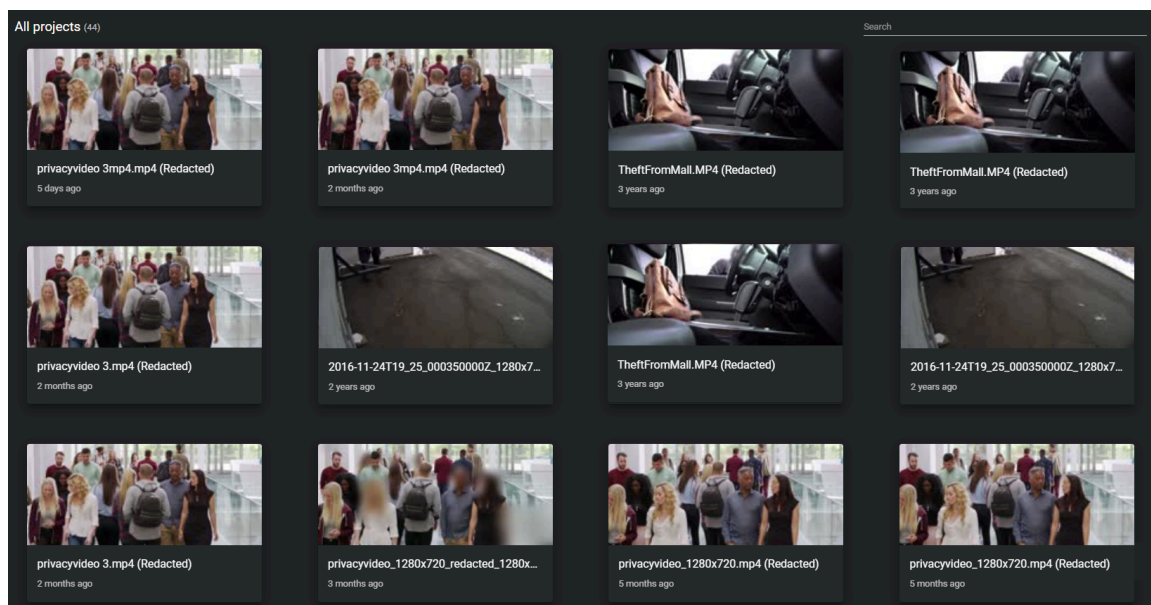 All projects (44)
Search
privacyvideo 3mp4.mp4 (Redacted)
5 days ago
privacyvideo 3mp4.mp4 (Redacted)
2 months ago
TheftFromMall.MP4 (Redacted)
3 years ago
TheftFromMall.MP4 (Redacted)
3 years ago
privacyvideo 3.mp4 (Redacted)
2 months ago
2016-11-24T19_25_000350000Z_1280x7...
2 years ago
TheftFromMall.MP4 (Redacted)
3 years ago
2016-11-24T19_25_000350000Z_1280x7...
2 years ago
privacyvideo 3.mp4 (Redacted)
2 months ago
privacyvideo_1280x720_redacted_1280x...
3 months ago
privacyvideo_1280x720.mp4 (Redacted)
5 months ago
privacyvideo_1280x720.mp4 (Redacted)
5 months ago